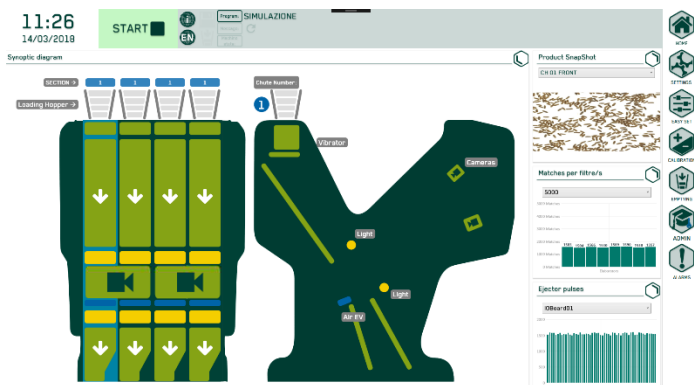 11:26
14/03/2018
START
EN
Program
SIMULAZIONE
Synoptic diagram
SECTION →
1
1
1
1
Loading Hopper →
Chute Number
1
Vibrator
Cameras
Light
Light
Air EV
Product SnapShot
CH 01 FRONT
Matches per filtre/s
5000
Ejector pulses
IOBoard01
HOME
SETTINGS
EASY SET
CALIBRATION
EMPTYING
ADMIN
ALARMS